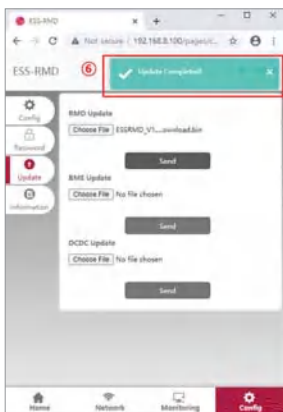 ESS-RMD
Not secure | 192.168.0.100/pages/c...
ESS-RMD
⑥
Update Completed!
Config
Password
Update
Information
RMD Update
Choose File ESSRMD_V1...ownload.bin
Send
BMS Update
Choose File No file chosen
Send
DCDC Update
Choose File No file chosen
Send
Home
Network
Monitoring
Config